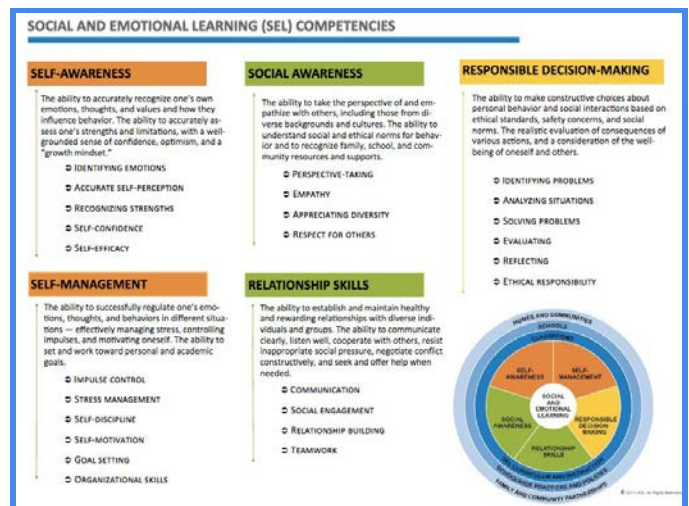 SOCIAL AND EMOTIONAL LEARNING (SEL) COMPETENCIES
SELF-AWARENESS
The ability to accurately recognize one's own
emotions, thoughts, and values and how they
influence behavior. The ability to accurately as-
sess one's strengths and limitations, with a well-
grounded sense of confidence, optimism, and a
"growth mindset."
➲ IDENTIFYING EMOTIONS
➲ ACCURATE SELF-PERCEPTION
➲ RECOGNIZING STRENGTHS
➲ SELF-CONFIDENCE
➲ SELF-EFFICACY
SELF-MANAGEMENT
The ability to successfully regulate one's emo-
tions, thoughts, and behaviors in different situa-
tions — effectively managing stress, controlling
impulses, and motivating oneself. The ability to
set and work toward personal and academic
goals.
➲ IMPULSE CONTROL
➲ STRESS MANAGEMENT
➲ SELF-DISCIPLINE
➲ SELF-MOTIVATION
➲ GOAL SETTING
➲ ORGANIZATIONAL SKILLS
SOCIAL AWARENESS
The ability to take the perspective of and em-
pathize with others, including those from di-
verse backgrounds and cultures. The ability to
understand social and ethical norms for behav-
ior and to recognize family, school, and com-
munity resources and supports.
➲ PERSPECTIVE-TAKING
➲ EMPATHY
➲ APPRECIATING DIVERSITY
➲ RESPECT FOR OTHERS
RELATIONSHIP SKILLS
The ability to establish and maintain healthy
and rewarding relationships with diverse indi-
viduals and groups. The ability to communicate
clearly, listen well, cooperate with others, resist
inappropriate social pressure, negotiate conflict
constructively, and seek and offer help when
needed.
➲ COMMUNICATION
➲ SOCIAL ENGAGEMENT
➲ RELATIONSHIP BUILDING
➲ TEAMWORK
RESPONSIBLE DECISION-MAKING
The ability to make constructive choices about
personal behavior and social interactions based on
ethical standards, safety concerns, and social
norms. The realistic evaluation of consequences of
various actions, and a consideration of the well-
being of oneself and others.
➲ IDENTIFYING PROBLEMS
➲ ANALYZING SITUATIONS
➲ SOLVING PROBLEMS
➲ EVALUATING
➲ REFLECTING
➲ ETHICAL RESPONSIBILITY
HOMES AND COMMUNITIES
SCHOOLS
CLASSROOMS
SELF-
AWARENESS
SELF-
MANAGEMENT
SOCIAL
AND
EMOTIONAL
LEARNING
SOCIAL
AWARENESS
RESPONSIBLE
DECISION-
MAKING
RELATIONSHIP
SKILLS
SEL CURRICULUM AND INSTRUCTION
SCHOOLWIDE PRACTICES AND POLICIES
FAMILY AND COMMUNITY PARTNERSHIPS